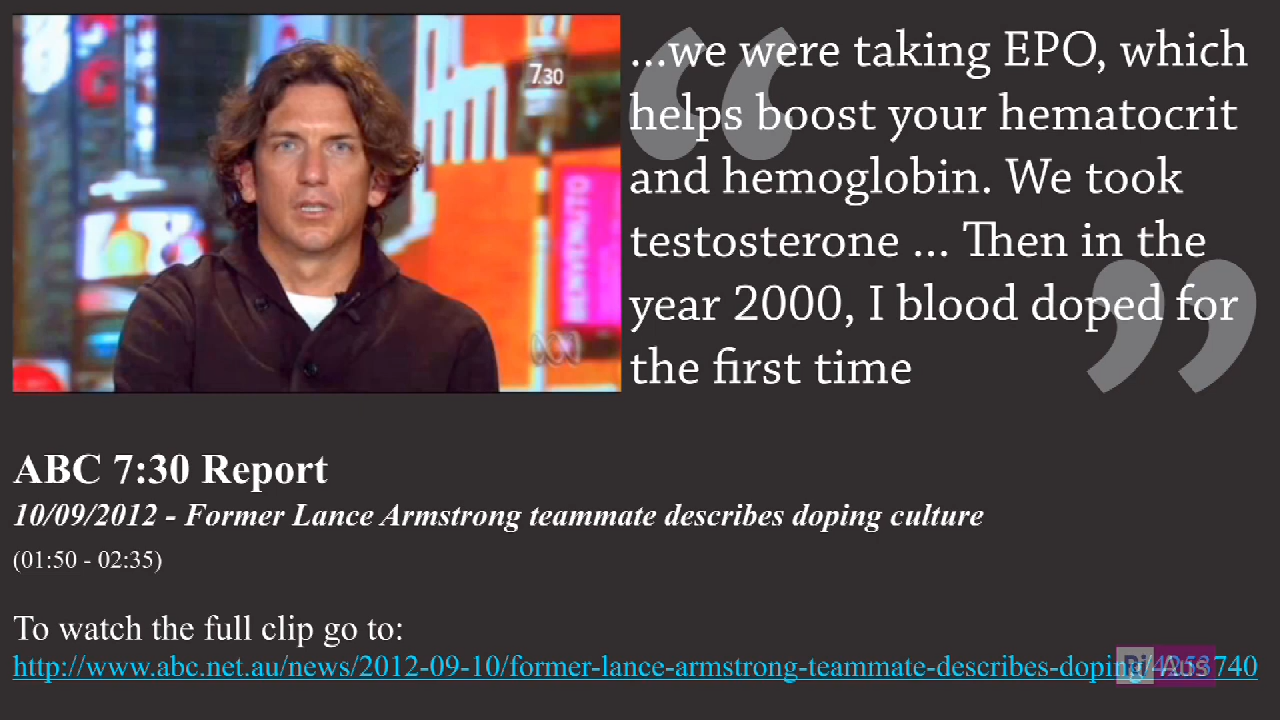 7.30
BENVENUTO
...we were taking EPO, which
helps boost your hematocrit
and hemoglobin. We took
testosterone ... Then in the
year 2000, I blood doped for
the first time
ABC 7:30 Report
10/09/2012 - Former Lance Armstrong teammate describes doping culture
(01:50 - 02:35)
To watch the full clip go to:
http://www.abc.net.au/news/2012-09-10/former-lance-armstrong-teammate-describes-doping/4253740